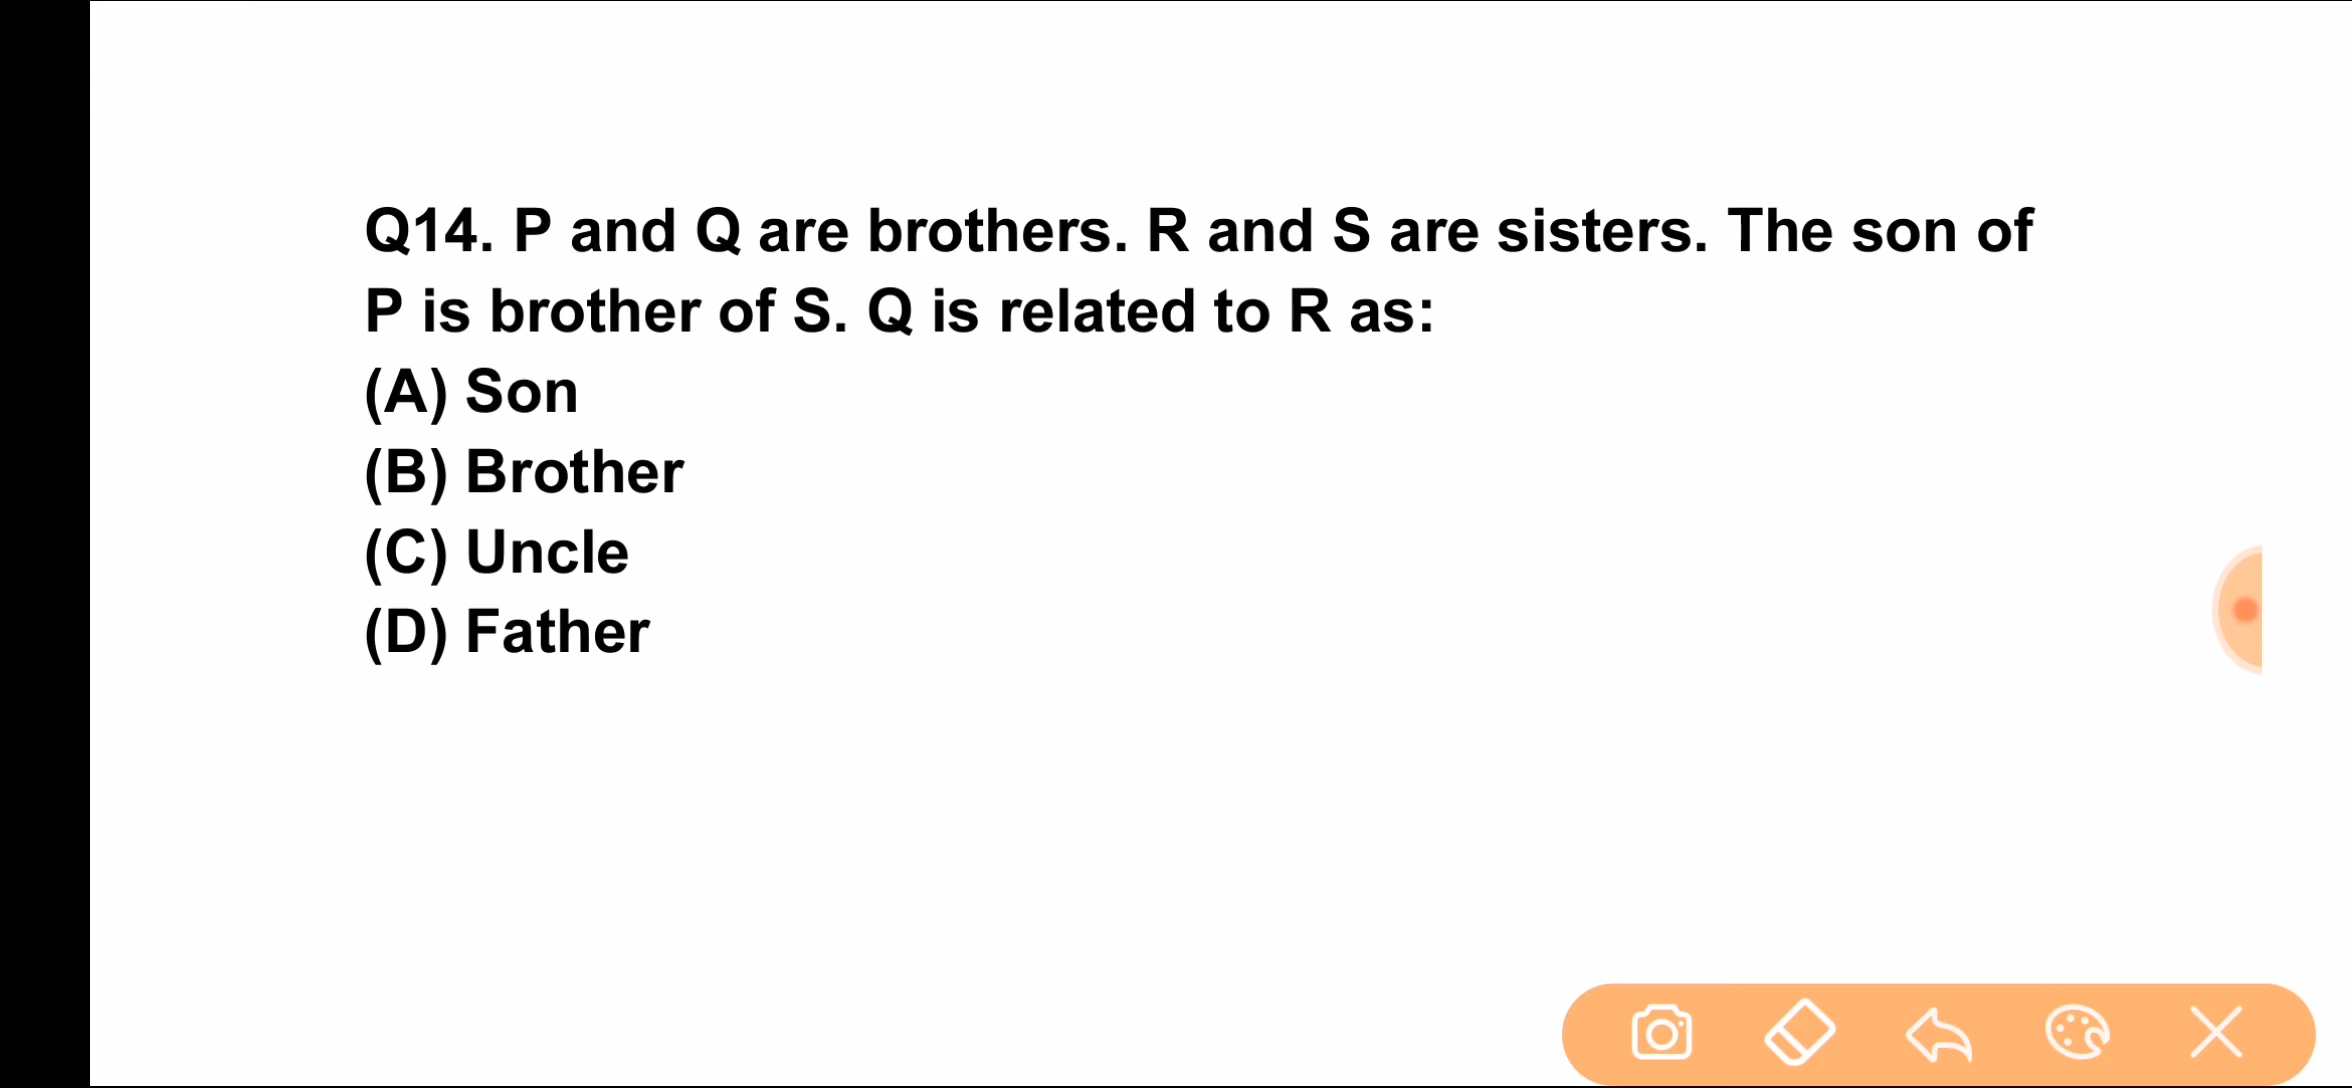 Q14. P and Q are brothers. R and S are sisters. The son of
P is brother of S. Q is related to R as:
(A) Son
(B) Brother
(C) Uncle
(D) Father